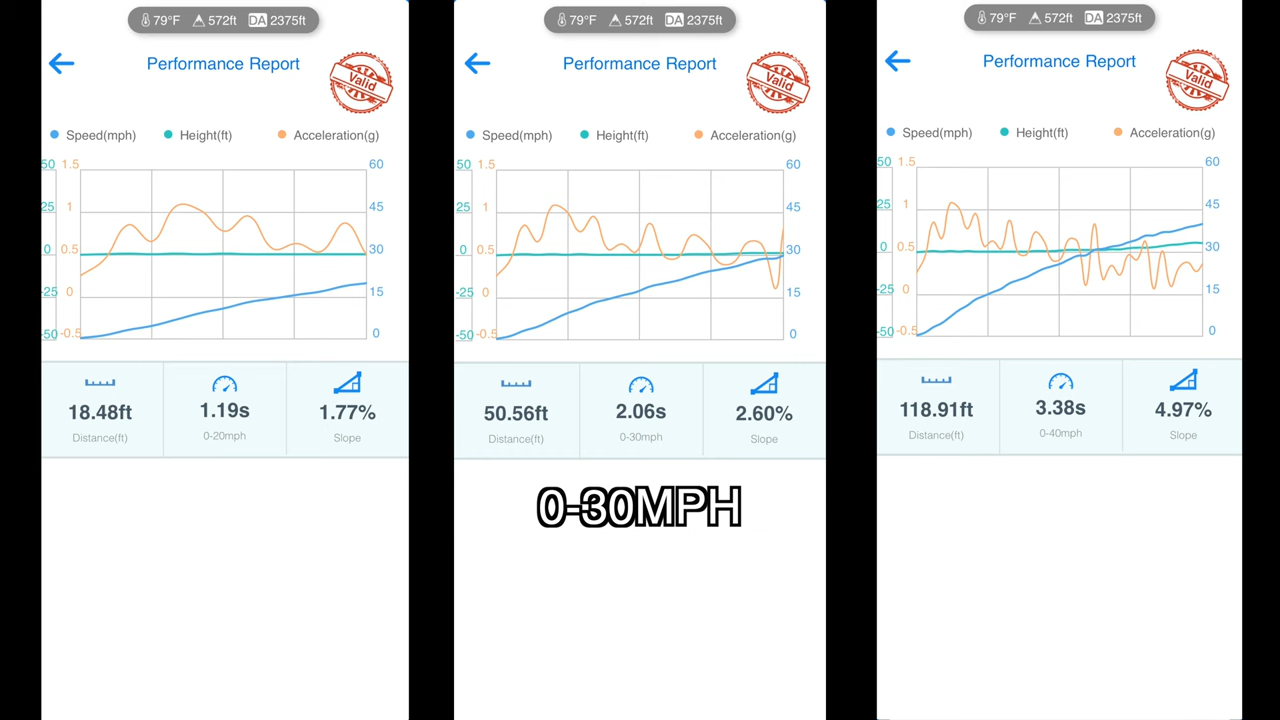 79°F 572ft DA 2375ft
Performance Report
Valid
Speed(mph) Height(ft) Acceleration(g)
50 1.5 60
25 1 45
0 0.5 30
-25 0 15
-50 -0.5 0
18.48ft 1.19s 1.77%
Distance(ft) 0-20mph Slope
79°F 572ft DA 2375ft
Performance Report
Valid
Speed(mph) Height(ft) Acceleration(g)
50 1.5 60
25 1 45
0 0.5 30
-25 0 15
-50 -0.5 0
50.56ft 2.06s 2.60%
Distance(ft) 0-30mph Slope
0-30MPH
79°F 572ft DA 2375ft
Performance Report
Valid
Speed(mph) Height(ft) Acceleration(g)
50 1.5 60
25 1 45
0 0.5 30
-25 0 15
-50 -0.5 0
118.91ft 3.38s 4.97%
Distance(ft) 0-40mph Slope